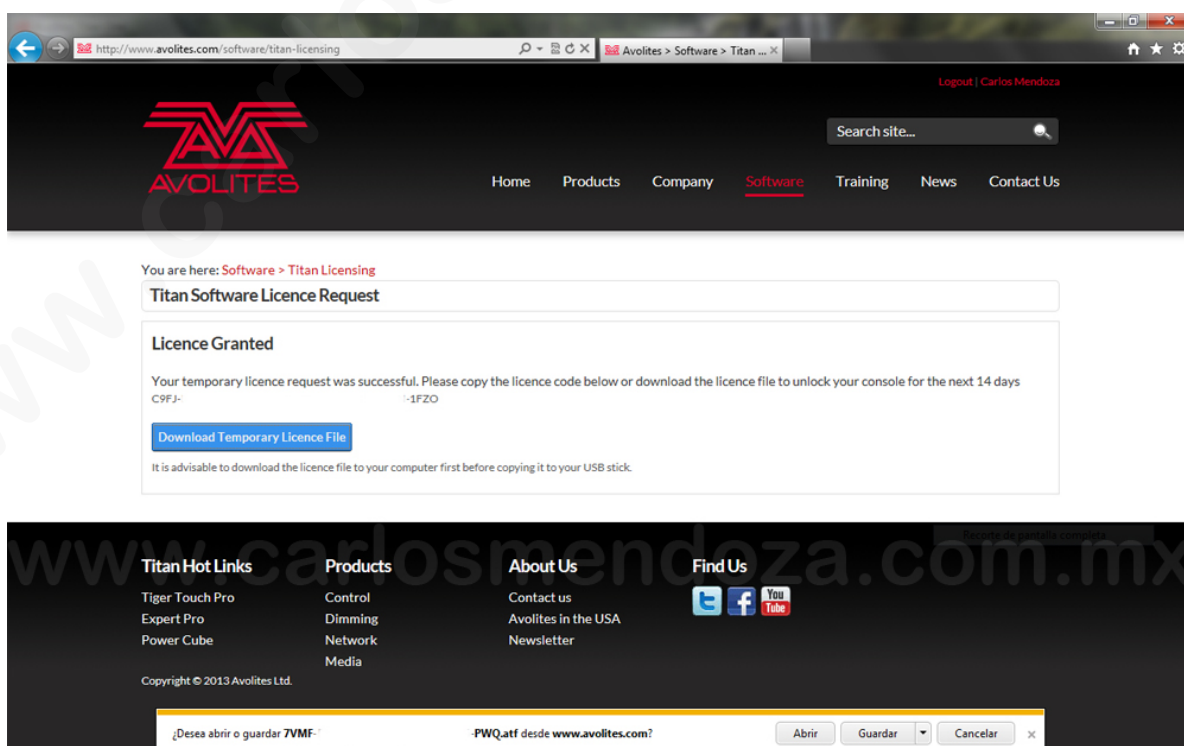 http://www.avolites.com/software/titan-licensing
Avolites > Software > Titan ...
Logout | Carlos Mendoza
AVOLITES
Search site...
Home Products Company Software Training News Contact Us
You are here: Software > Titan Licensing
Titan Software Licence Request
Licence Granted
Your temporary licence request was successful. Please copy the licence code below or download the licence file to unlock your console for the next 14 days
C9FJ- -1FZO
Download Temporary Licence File
It is advisable to download the licence file to your computer first before copying it to your USB stick.
Recorte de pantalla completa
www.carlosmendoza.com.mx
Titan Hot Links Products About Us Find Us
Tiger Touch Pro Control Contact us
You Tube
Expert Pro Dimming Avolites in the USA
Power Cube Network Newsletter
Media
Copyright © 2013 Avolites Ltd.
¿Desea abrir o guardar 7VMF- -PWQ.atf desde www.avolites.com? Abrir Guardar Cancelar